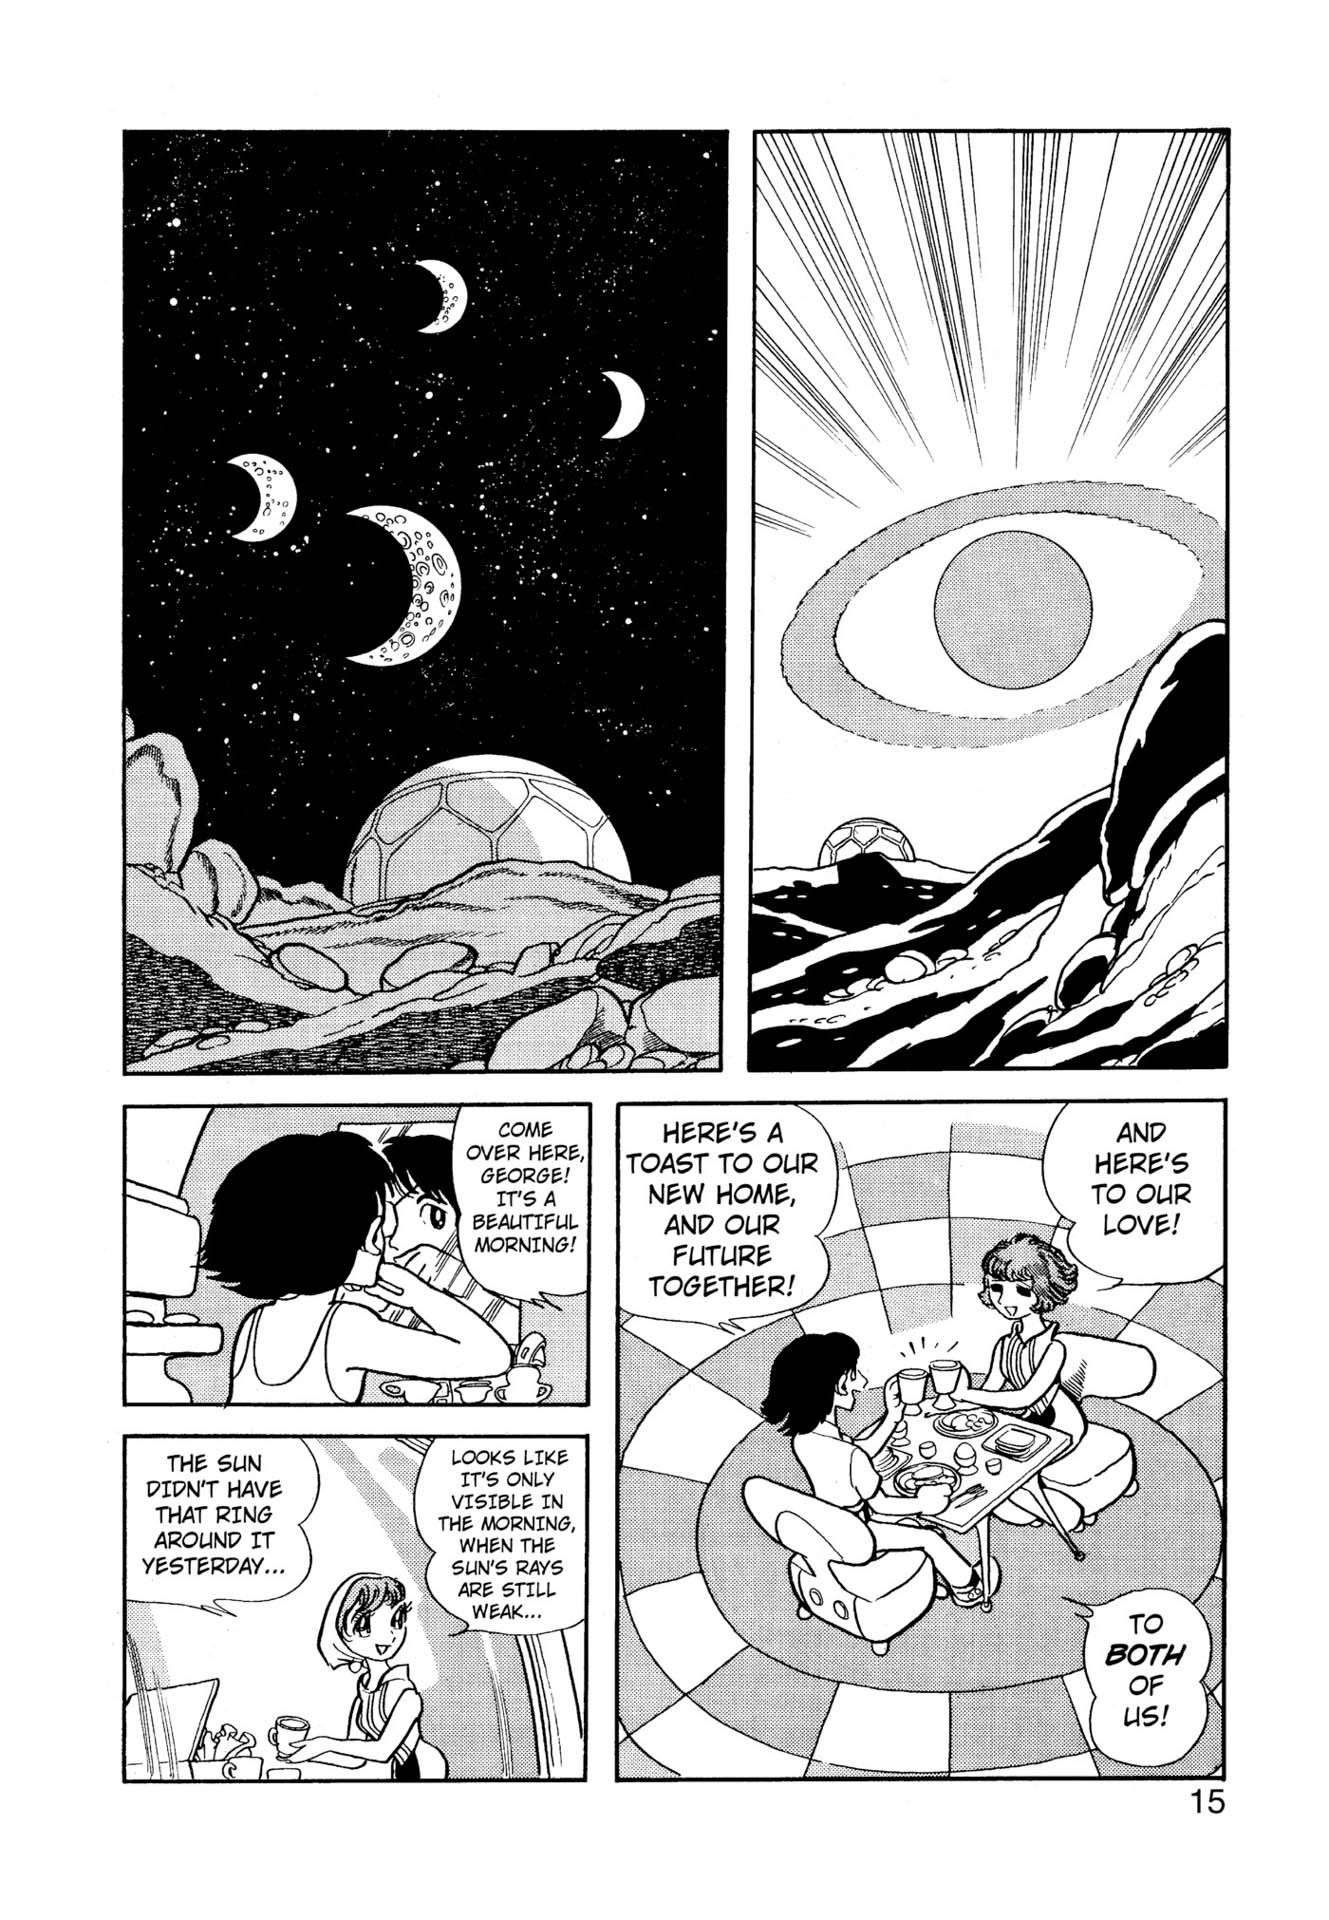 COME
OVER HERE,
GEORGE!
IT'S A
BEAUTIFUL
MORNING!
THE SUN
DIDN'T HAVE
THAT RING
AROUND IT
YESTERDAY...
LOOKS LIKE
IT'S ONLY
VISIBLE IN
THE MORNING,
WHEN THE
SUN'S RAYS
ARE STILL
WEAK...
HERE'S A
TOAST TO OUR
NEW HOME,
AND OUR
FUTURE
TOGETHER!
AND
HERE'S
TO OUR
LOVE!
TO
BOTH
OF
US!
15